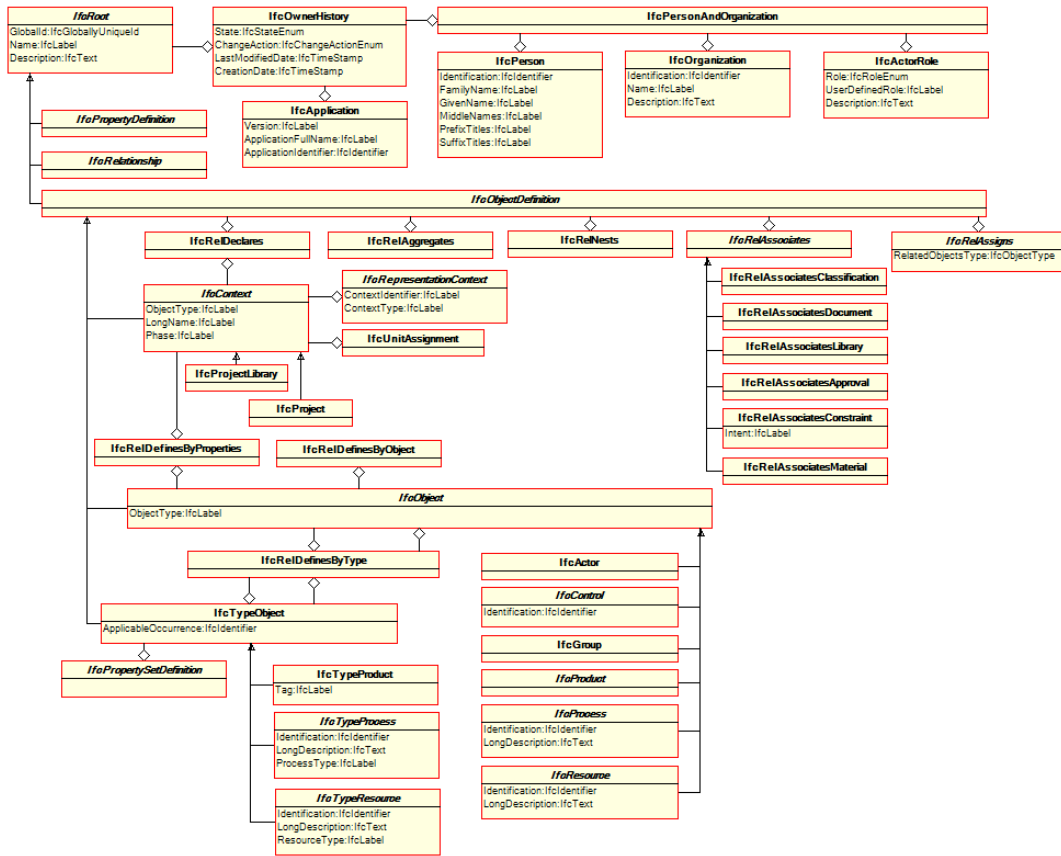 IfcRoot
GlobalId:IfcGloballyUniqueId
Name:IfcLabel
Description:IfcText
IfcOwnerHistory
State:IfcStateEnum
ChangeAction:IfcChangeActionEnum
LastModifiedDate:IfcTimeStamp
CreationDate:IfcTimeStamp
IfcPersonAndOrganization
IfcPerson
Identification:IfcIdentifier
FamilyName:IfcLabel
GivenName:IfcLabel
MiddleNames:IfcLabel
PrefixTitles:IfcLabel
SuffixTitles:IfcLabel
IfcOrganization
Identification:IfcIdentifier
Name:IfcLabel
Description:IfcText
IfcActorRole
Role:IfcRoleEnum
UserDefinedRole:IfcLabel
Description:IfcText
IfcApplication
Version:IfcLabel
ApplicationFullName:IfcLabel
ApplicationIdentifier:IfcIdentifier
IfcPropertyDefinition
IfcRelationship
IfcObjectDefinition
IfcRelDeclares
IfcRelAggregates
IfcRelNests
IfcRelAssociates
IfcRelAssigns
RelatedObjectsType:IfcObjectType
IfcContext
ObjectType:IfcLabel
LongName:IfcLabel
Phase:IfcLabel
IfcRepresentationContext
ContextIdentifier:IfcLabel
ContextType:IfcLabel
IfcUnitAssignment
IfcProjectLibrary
IfcProject
IfcRelAssociatesClassification
IfcRelAssociatesDocument
IfcRelAssociatesLibrary
IfcRelAssociatesApproval
IfcRelAssociatesConstraint
Intent:IfcLabel
IfcRelAssociatesMaterial
IfcRelDefinesByProperties
IfcRelDefinesByObject
IfcObject
ObjectType:IfcLabel
IfcRelDefinesByType
IfcTypeObject
ApplicableOccurrence:IfcIdentifier
IfcPropertySetDefinition
IfcTypeProduct
Tag:IfcLabel
IfcTypeProcess
Identification:IfcIdentifier
LongDescription:IfcText
ProcessType:IfcLabel
IfcTypeResource
Identification:IfcIdentifier
LongDescription:IfcText
ResourceType:IfcLabel
IfcActor
IfcControl
Identification:IfcIdentifier
IfcGroup
IfcProduct
IfcProcess
Identification:IfcIdentifier
LongDescription:IfcText
IfcResource
Identification:IfcIdentifier
LongDescription:IfcText